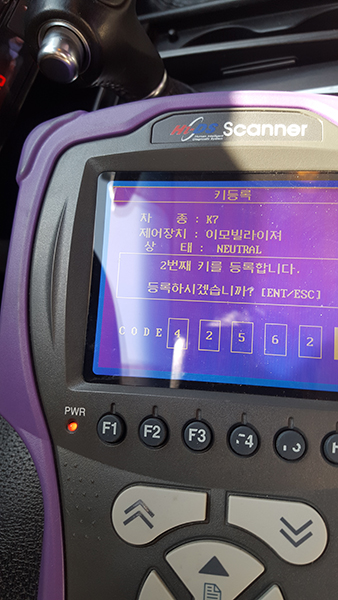 Scanner
키등록
차 종 : K7
제어장치 : 이모빌라이져
상 태 : NEUTRAL
2번째 키를 등록합니다.
등록하시겠습니까? [ENT/ESC]
CODE 4 2 5 6 2
PWR
F1 F2 F3